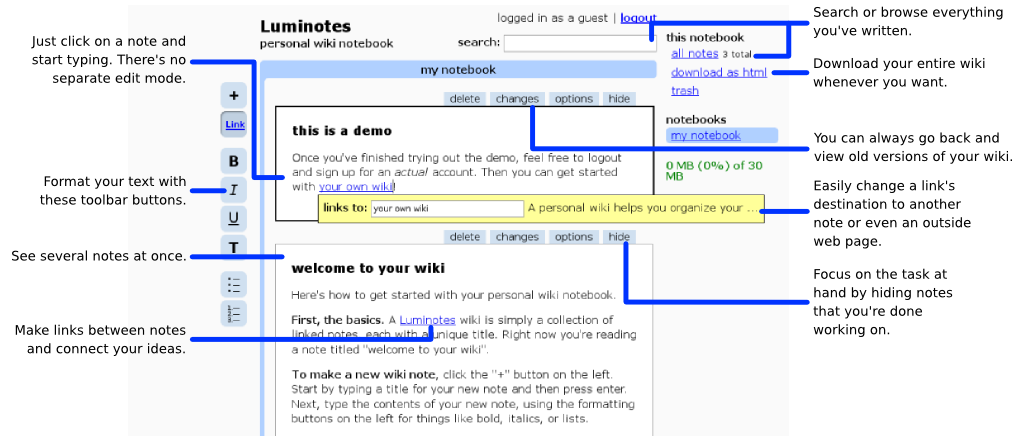 Just click on a note and
start typing. There's no
separate edit mode.
Format your text with
these toolbar buttons.
See several notes at once.
Make links between notes
and connect your ideas.
Luminotes
personal wiki notebook
logged in as a guest | logout
search:
my notebook
+
Link
B
I
U
T
delete changes options hide
this is a demo
Once you've finished trying out the demo, feel free to logout
and sign up for an actual account. Then you can get started
with your own wiki!
links to: your own wiki A personal wiki helps you organize your ...
delete changes options hide
welcome to your wiki
Here's how to get started with your personal wiki notebook.
First, the basics. A Luminotes wiki is simply a collection of
linked notes, each with a unique title. Right now you're reading
a note titled "welcome to your wiki".
To make a new wiki note, click the "+" button on the left.
Start by typing a title for your new note and then press enter.
Next, type the contents of your new note, using the formatting
buttons on the left for things like bold, italics, or lists.
this notebook
all notes 3 total
download as html
trash
notebooks
my notebook
0 MB (0%) of 30
MB
Search or browse everything
you've written.
Download your entire wiki
whenever you want.
You can always go back and
view old versions of your wiki.
Easily change a link's
destination to another
note or even an outside
web page.
Focus on the task at
hand by hiding notes
that you're done
working on.